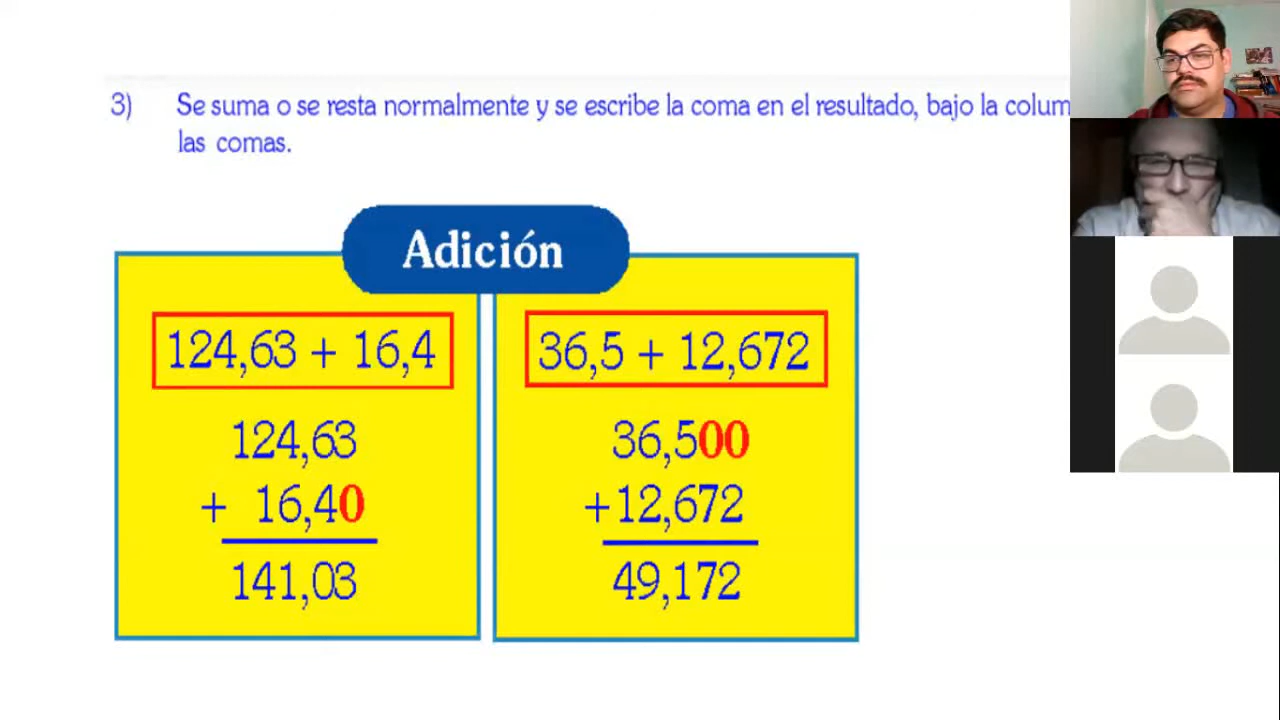 3) Se suma o se resta normalmente y se escribe la coma en el resultado, bajo la
las comas.
Adición
124,63 + 16,4
124,63
+ 16,40
141,03
36,5 + 12,672
36,500
+12,672
49,172